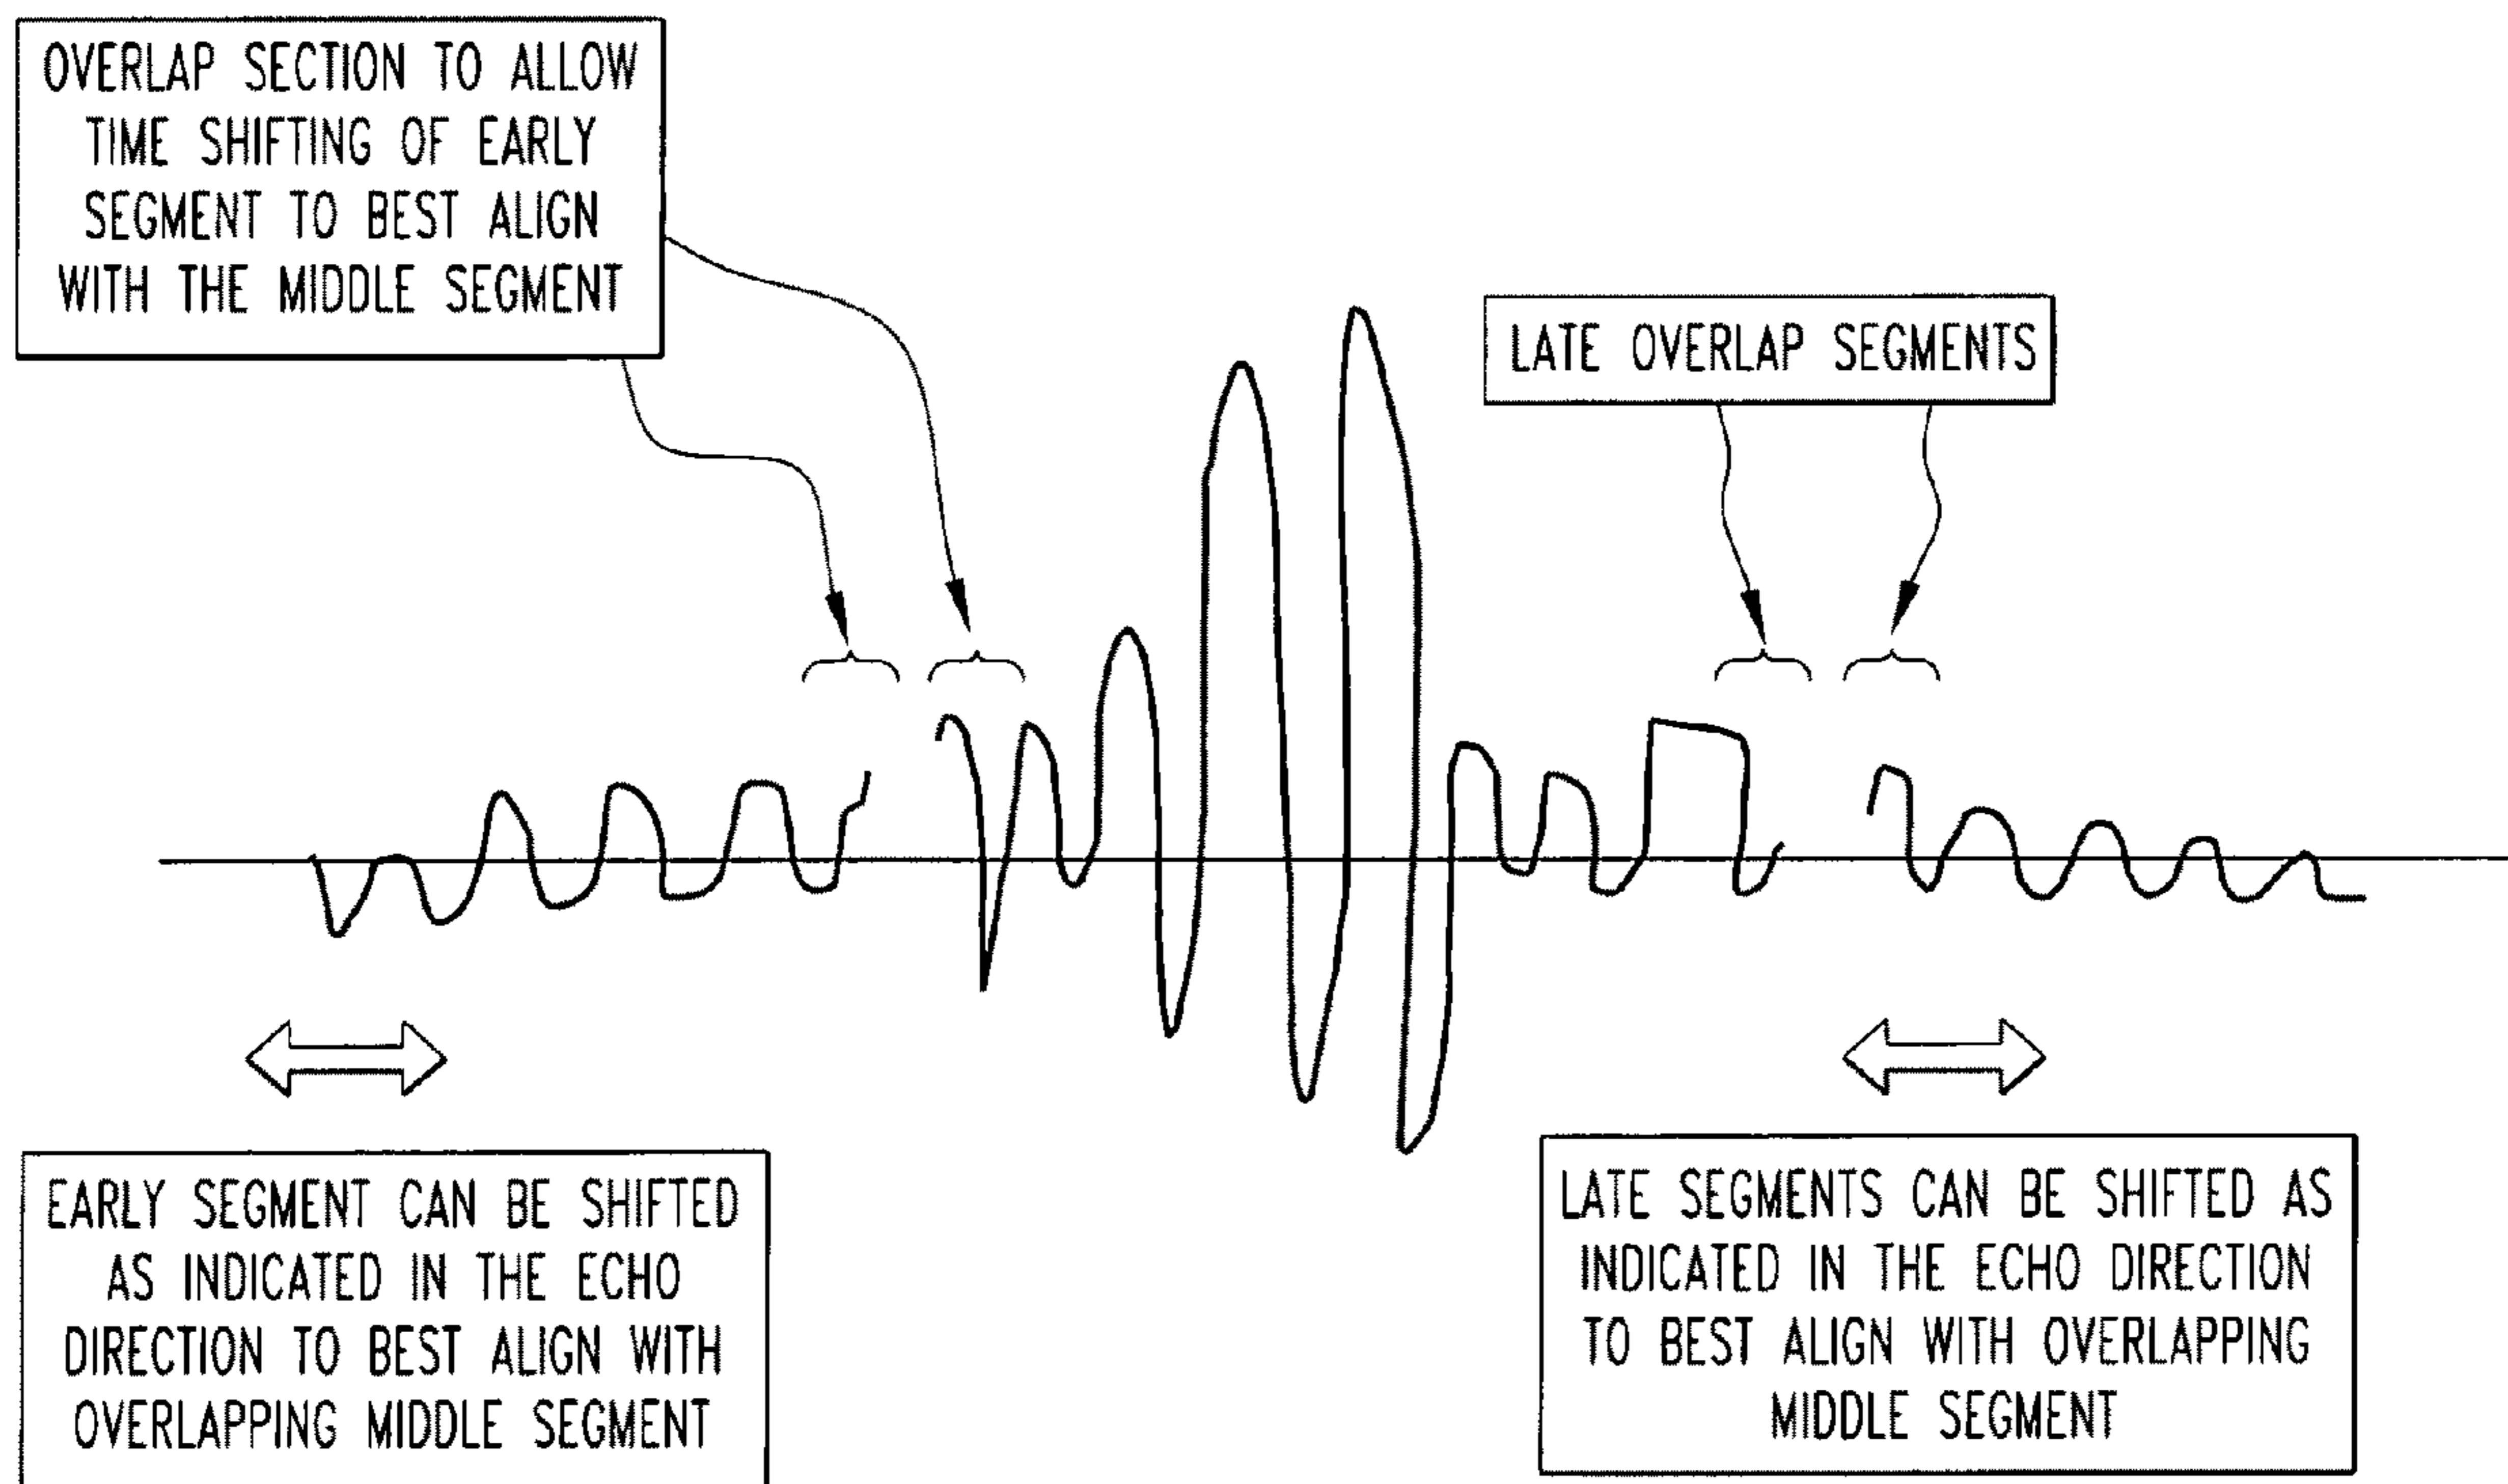 OVERLAP SECTION TO ALLOW
TIME SHIFTING OF EARLY
SEGMENT TO BEST ALIGN
WITH THE MIDDLE SEGMENT
LATE OVERLAP SEGMENTS
EARLY SEGMENT CAN BE SHIFTED
AS INDICATED IN THE ECHO
DIRECTION TO BEST ALIGN WITH
OVERLAPPING MIDDLE SEGMENT
LATE SEGMENTS CAN BE SHIFTED AS
INDICATED IN THE ECHO DIRECTION
TO BEST ALIGN WITH OVERLAPPING
MIDDLE SEGMENT